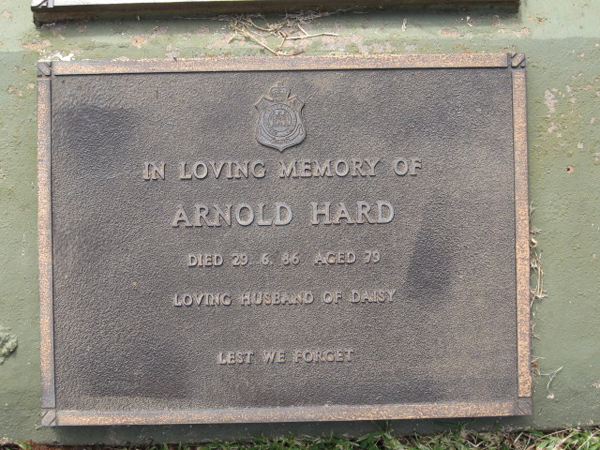 IN LOVING MEMORY OF
ARNOLD HARD
DIED 29. 6. 86 AGED 79
LOVING HUSBAND OF DAISY
LEST WE FORGET